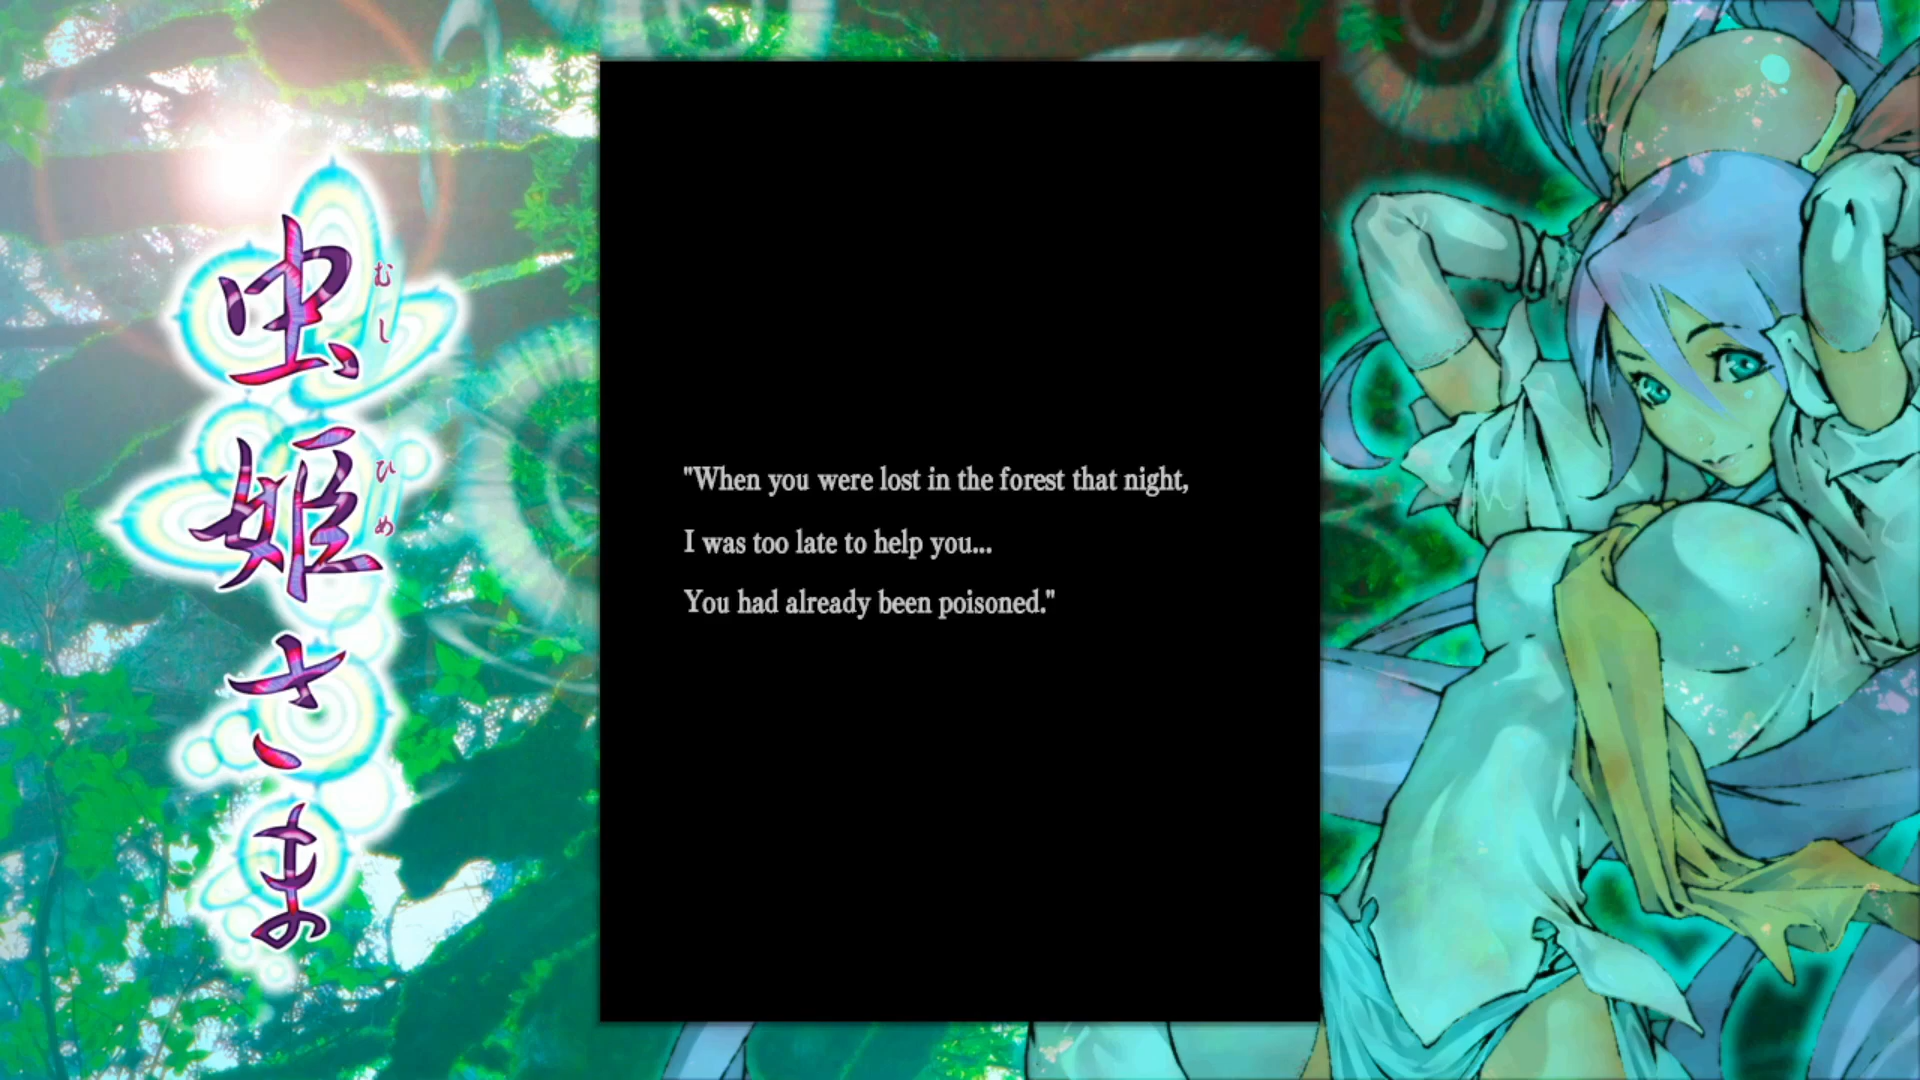 虫姫さま
むし
ひめ
"When you were lost in the forest that night,
I was too late to help you...
You had already been poisoned."